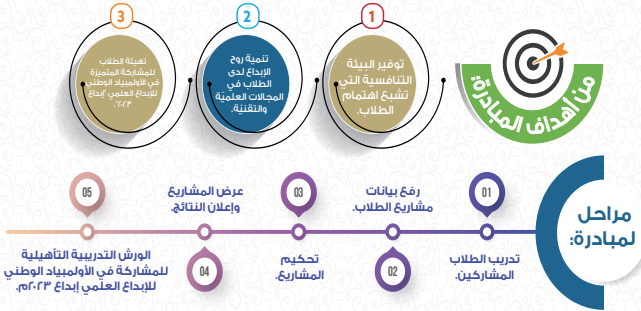 من أهداف المبادرة:
1
توفير البيئة
التنافسية التي
تشبع اهتمام
الطلاب.
2
تنمية روح
الإبداع لدى
الطلاب في
المجالات العلميّة
والتقنيّة.
3
تهيئة الطلاب
للمشاركة المتميزة
في الأولمبياد الوطني
للإبداع العلمي "إبداع
٢٠٢٣".
مراحل
لمبادرة:
01
تدريب الطلاب
المشاركين.
رفع بيانات
مشاريع الطلاب.
02
03
تحكيم
المشاريع.
عرض المشاريع
وإعلان النتائج.
04
05
الورش التدريبية التأهيلية
للمشاركة في الأولمبياد الوطني
للإبداع العلمي إبداع ٢٠٢٣م.